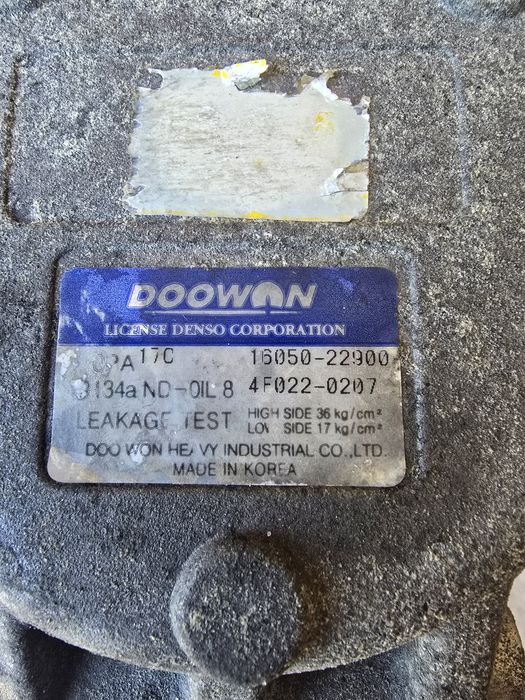 DOOWON
LICENSE DENSO CORPORATION
0PA 17C 16050-22900
134a ND-OIL 8 4F022-0207
LEAKAGE TEST HIGH SIDE 36 kg/cm²
LOW SIDE 17 kg/cm²
DOO WON HEAVY INDUSTRIAL CO.,LTD.
MADE IN KOREA